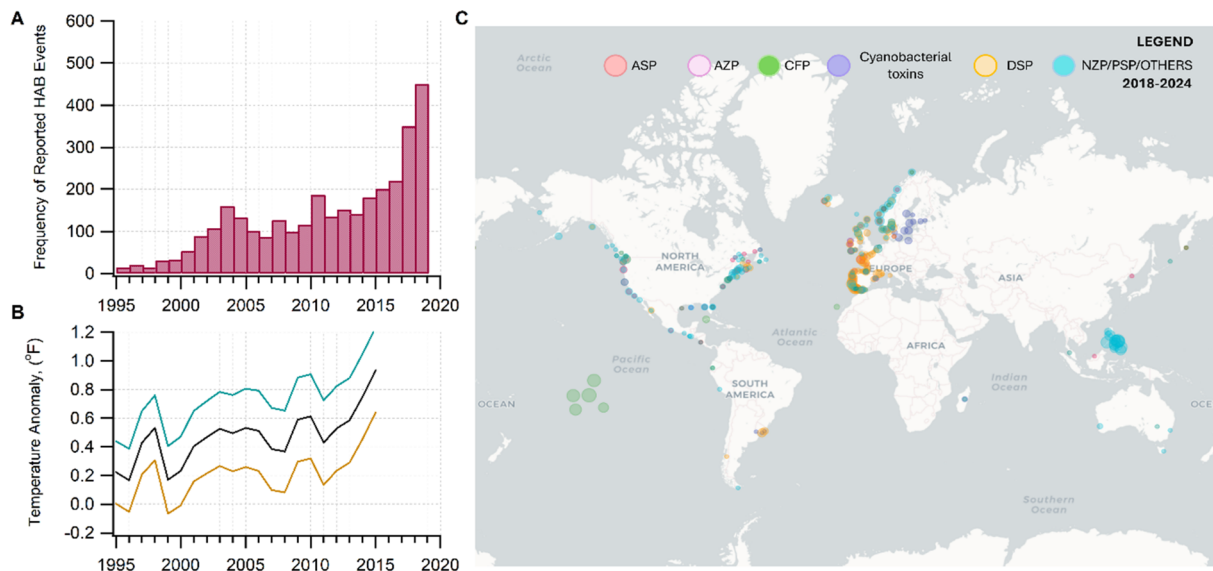 A
Frequency of Reported HAB Events
600
500
400
300
200
100
0
1995
2000
2005
2010
2015
2019
2020
B
Temperature Anomaly, (°F)
1.2
1.0
0.8
0.6
0.4
0.2
0.0
-0.2
1995
2000
2005
2010
2015
2020
C
LEGEND
ASP
AZP
CFP
Cyanobacterial
toxins
DSP
NZP/PSP/OTHERS
2018-2024
Arctic
Ocean
NORTH
AMERICA
EUROPE
ASIA
Atlantic
Ocean
AFRICA
Pacific
Ocean
SOUTH
AMERICA
Indian
Ocean
OCEAN
OCE
Southern
Ocean